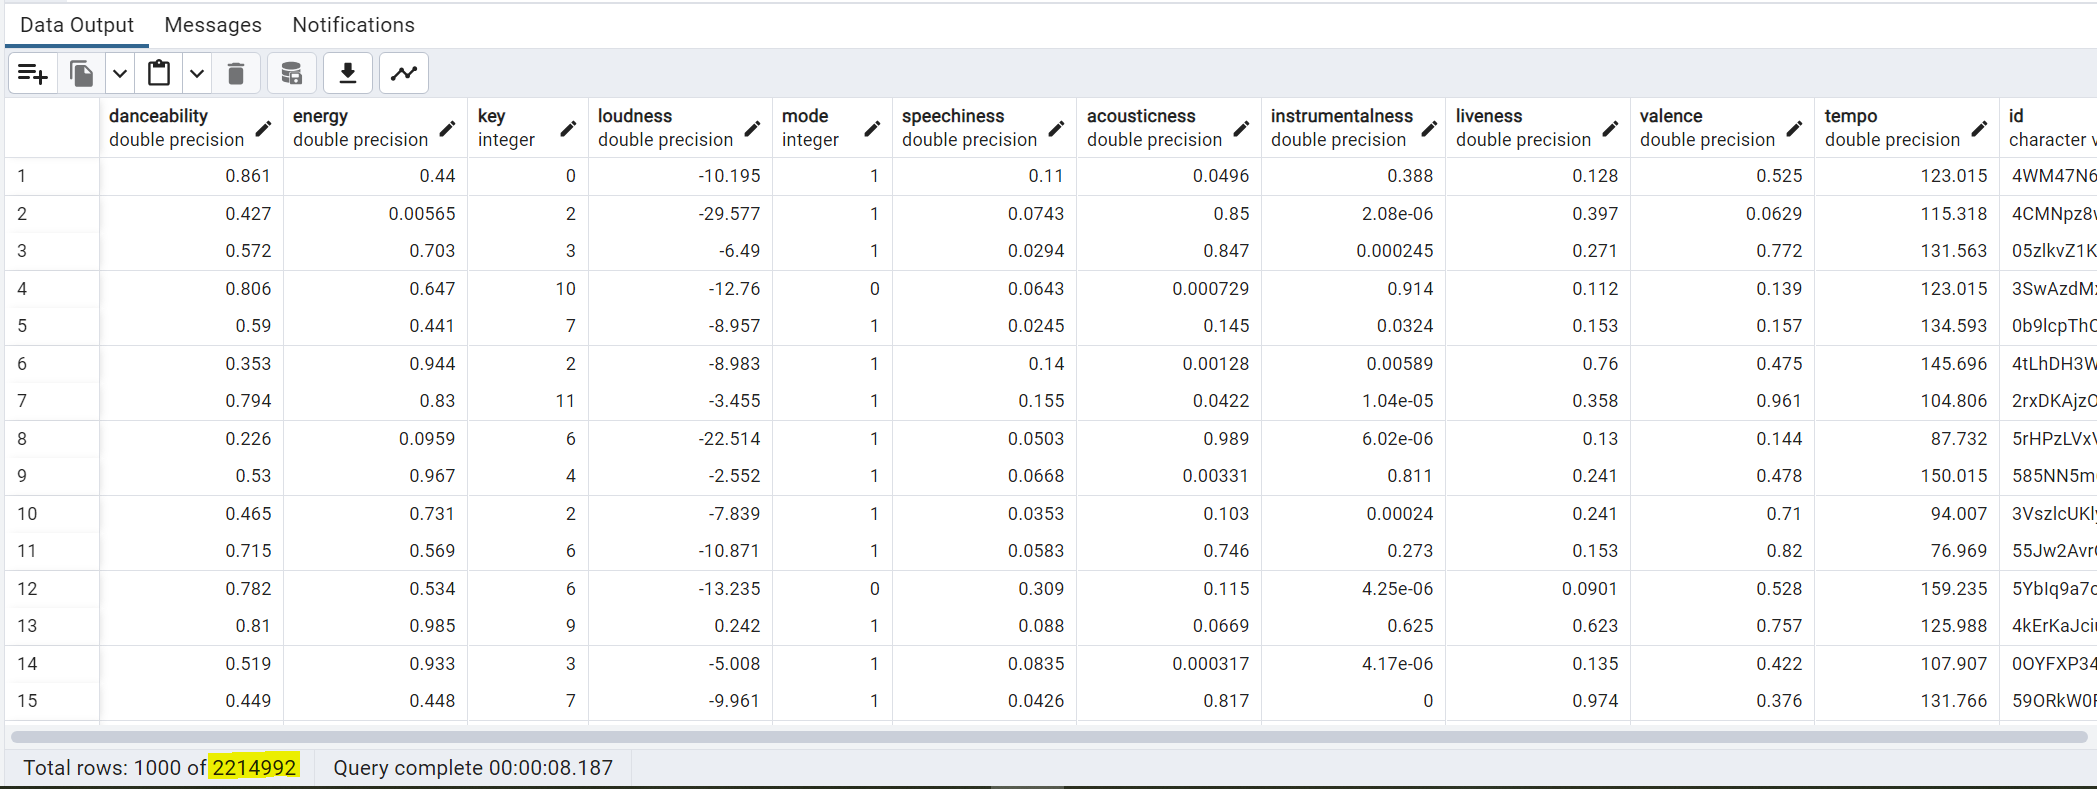 Data Output Messages Notifications
danceability energy key loudness mode speechiness acousticness instrumentalness liveness valence tempo id
double precision double precision integer double precision integer double precision double precision double precision double precision double precision double precision character
1 0.861 0.44 0 -10.195 1 0.11 0.0496 0.388 0.128 0.525 123.015 4WM47N6
2 0.427 0.00565 2 -29.577 1 0.0743 0.85 2.08e-06 0.397 0.0629 115.318 4CMNpz8
3 0.572 0.703 3 -6.49 1 0.0294 0.847 0.000245 0.271 0.772 131.563 05zlkvZ1K
4 0.806 0.647 10 -12.76 0 0.0643 0.000729 0.914 0.112 0.139 123.015 3SwAzdM
5 0.59 0.441 7 -8.957 1 0.0245 0.145 0.0324 0.153 0.157 134.593 0b9lcpTh
6 0.353 0.944 2 -8.983 1 0.14 0.00128 0.00589 0.76 0.475 145.696 4tLhDH3W
7 0.794 0.83 11 -3.455 1 0.155 0.0422 1.04e-05 0.358 0.961 104.806 2rxDKAjz
8 0.226 0.0959 6 -22.514 1 0.0503 0.989 6.02e-06 0.13 0.144 87.732 5rHPzLVx
9 0.53 0.967 4 -2.552 1 0.0668 0.00331 0.811 0.241 0.478 150.015 585NN5m
10 0.465 0.731 2 -7.839 1 0.0353 0.103 0.00024 0.241 0.71 94.007 3VszlcUKl
11 0.715 0.569 6 -10.871 1 0.0583 0.746 0.273 0.153 0.82 76.969 55Jw2Avr
12 0.782 0.534 6 -13.235 0 0.309 0.115 4.25e-06 0.0901 0.528 159.235 5YbIq9a7
13 0.81 0.985 9 0.242 1 0.088 0.0669 0.625 0.623 0.757 125.988 4kErKaJci
14 0.519 0.933 3 -5.008 1 0.0835 0.000317 4.17e-06 0.135 0.422 107.907 0OYFXP34
15 0.449 0.448 7 -9.961 1 0.0426 0.817 0 0.974 0.376 131.766 59ORkW0
Total rows: 1000 of 2214992 Query complete 00:00:08.187